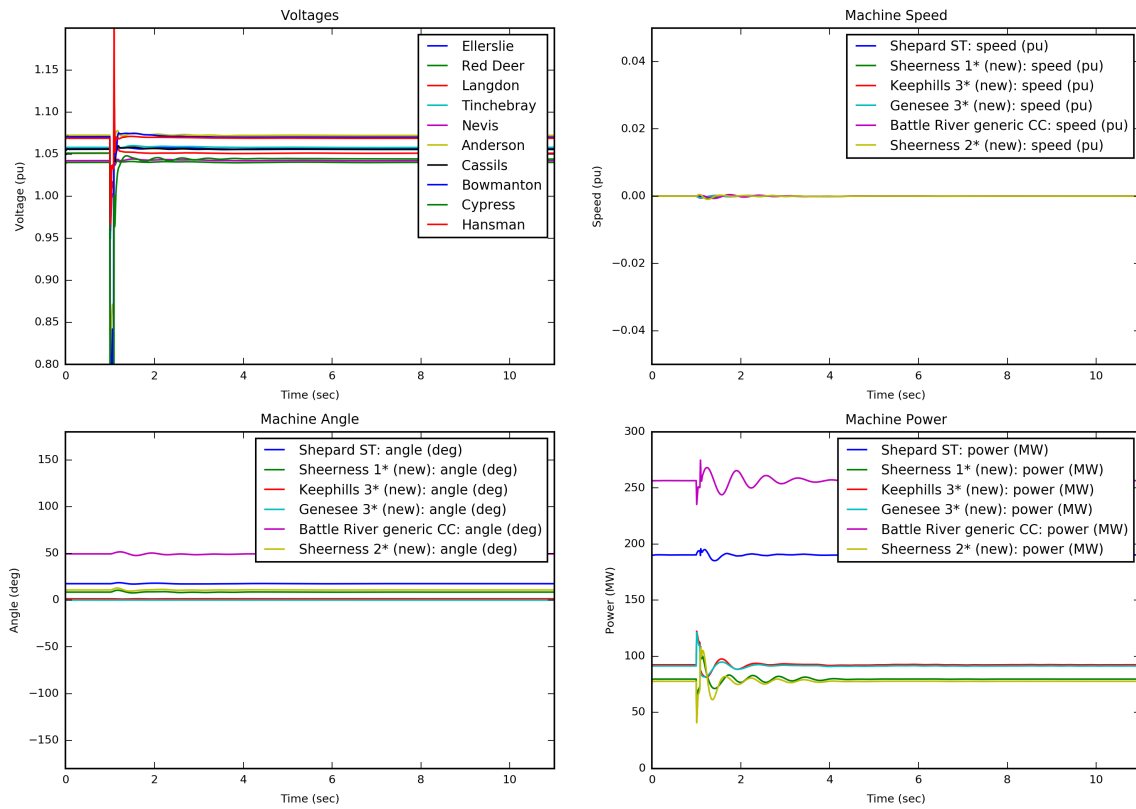 Voltages
Voltage (pu)
1.15
1.10
1.05
1.00
0.95
0.90
0.85
0.80
0
2
4
6
8
10
Time (sec)
Ellerslie
Red Deer
Langdon
Tinchebray
Nevis
Anderson
Cassils
Bowmanton
Cypress
Hansman
Machine Speed
Speed (pu)
0.04
0.02
0.00
−0.02
−0.04
0
2
4
6
8
10
Time (sec)
Shepard ST: speed (pu)
Sheerness 1* (new): speed (pu)
Keephills 3* (new): speed (pu)
Genesee 3* (new): speed (pu)
Battle River generic CC: speed (pu)
Sheerness 2* (new): speed (pu)
Machine Angle
Angle (deg)
150
100
50
0
−50
−100
−150
0
2
4
6
8
10
Time (sec)
Shepard ST: angle (deg)
Sheerness 1* (new): angle (deg)
Keephills 3* (new): angle (deg)
Genesee 3* (new): angle (deg)
Battle River generic CC: angle (deg)
Sheerness 2* (new): angle (deg)
Machine Power
Power (MW)
300
250
200
150
100
50
0
0
2
4
6
8
10
Time (sec)
Shepard ST: power (MW)
Sheerness 1* (new): power (MW)
Keephills 3* (new): power (MW)
Genesee 3* (new): power (MW)
Battle River generic CC: power (MW)
Sheerness 2* (new): power (MW)